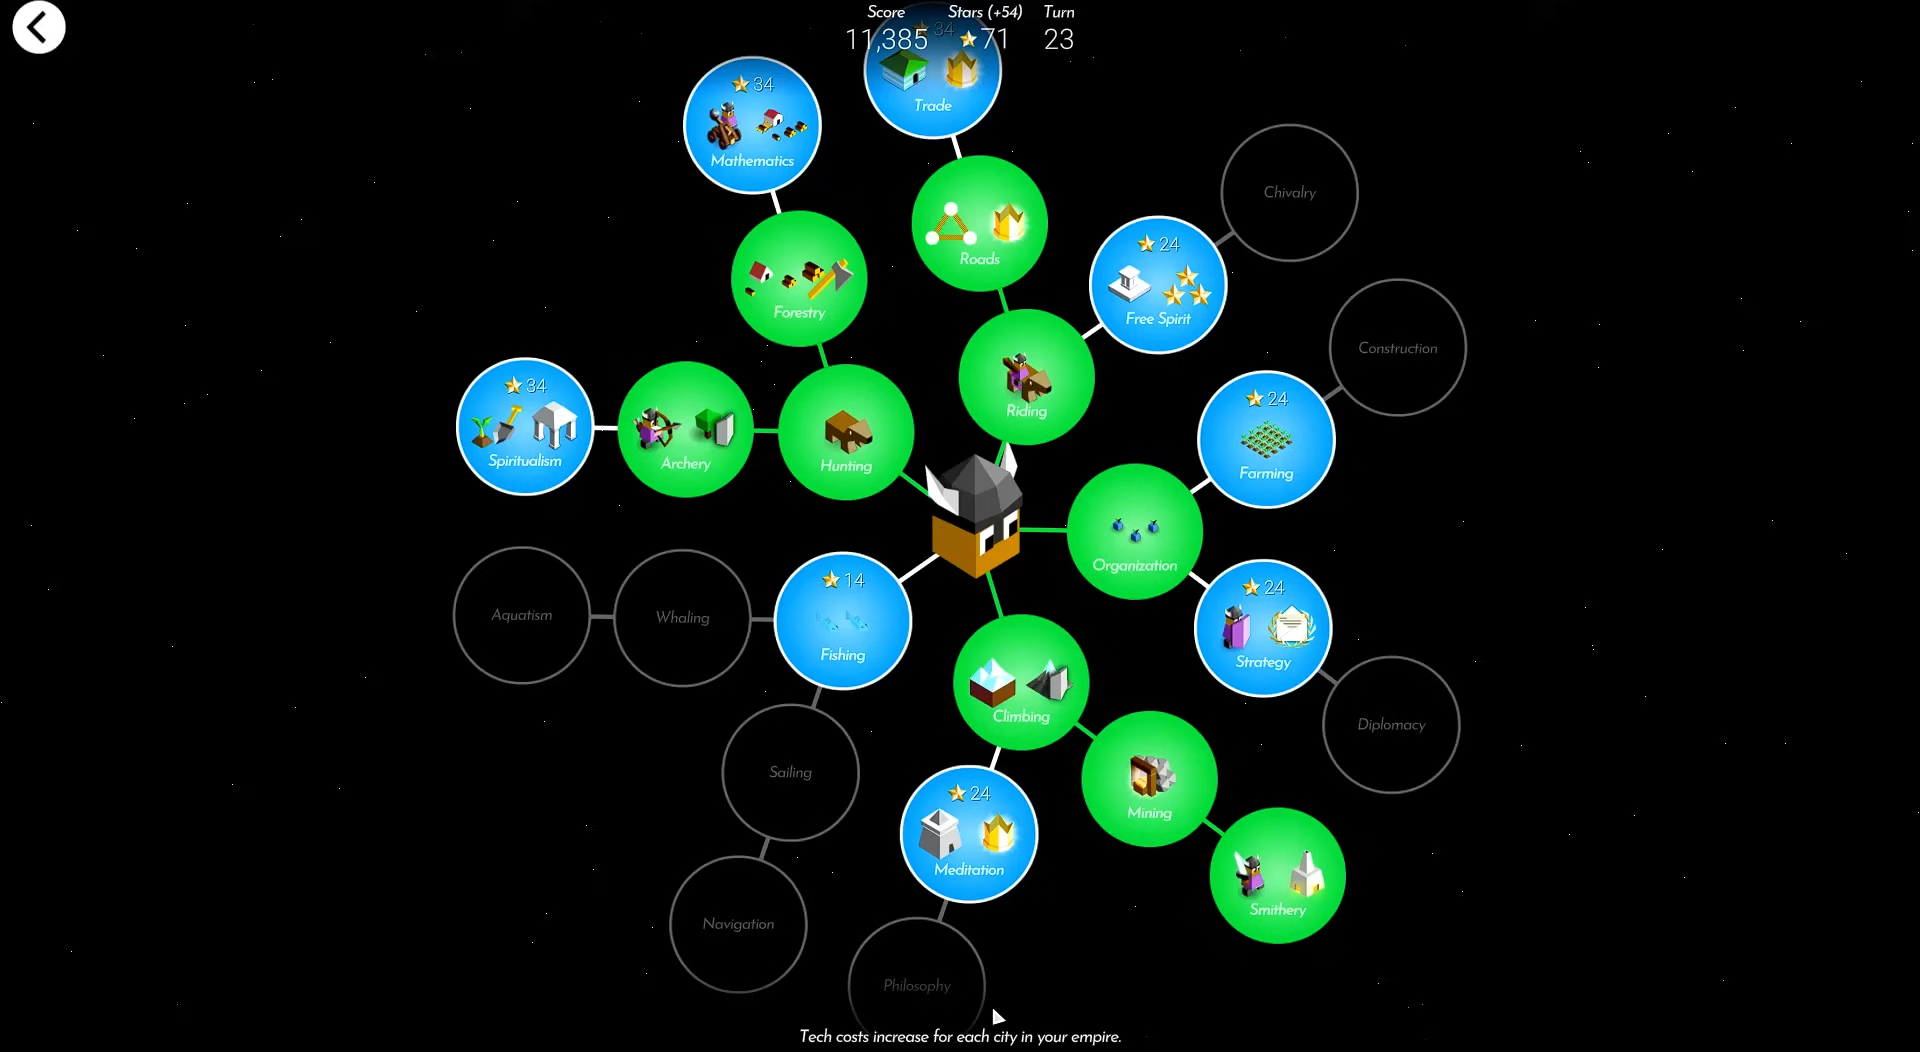 Score
Stars (+54)
Turn
11,385
71
23
34
Trade
34
Mathematics
Chivalry
24
Free Spirit
Roads
Forestry
Construction
34
Spiritualism
Archery
Hunting
Riding
24
Farming
Organization
Aquatism
Whaling
14
Fishing
24
Strategy
Climbing
Diplomacy
Sailing
Mining
24
Meditation
Smithery
Navigation
Philosophy
Tech costs increase for each city in your empire.